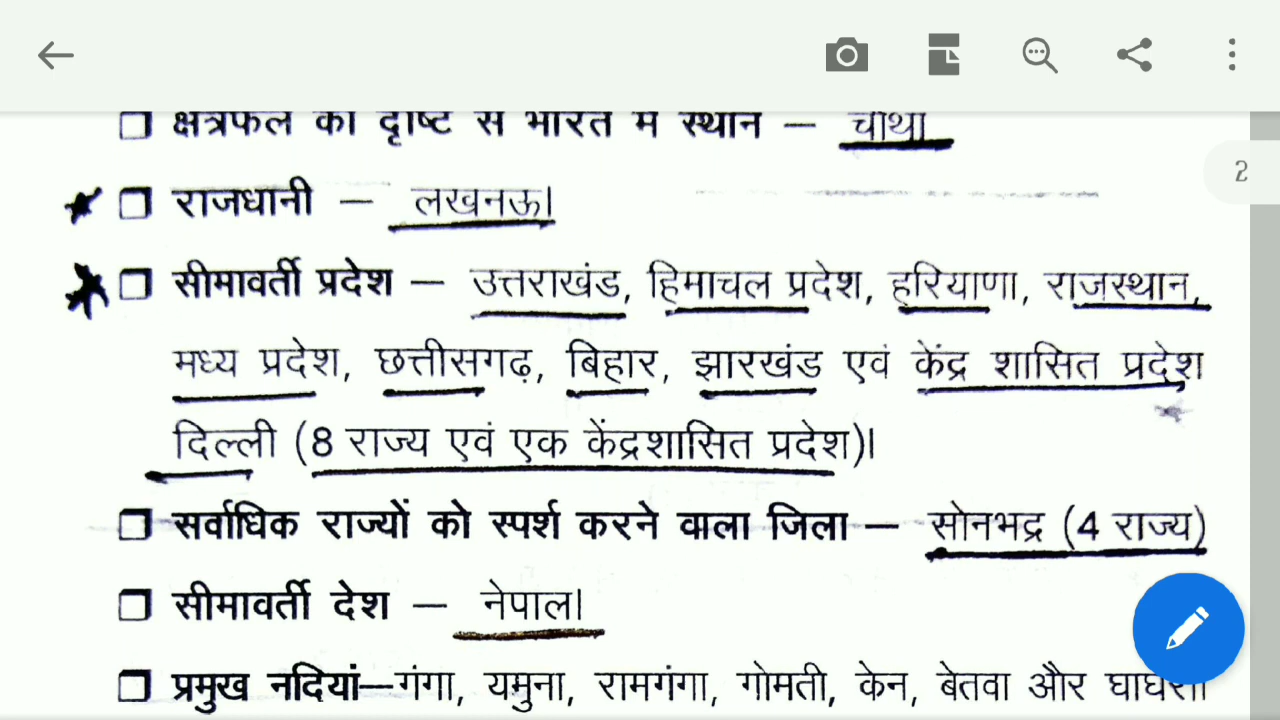 2
❐ क्षेत्रफल की दृष्टि से भारत में स्थान – चौथा
❐ राजधानी – लखनऊ।
❐ सीमावर्ती प्रदेश – उत्तराखंड, हिमाचल प्रदेश, हरियाणा, राजस्थान,
मध्य प्रदेश, छत्तीसगढ़, बिहार, झारखंड एवं केंद्र शासित प्रदेश
दिल्ली (8 राज्य एवं एक केंद्रशासित प्रदेश)।
❐ सर्वाधिक राज्यों को स्पर्श करने वाला जिला – सोनभद्र (4 राज्य)
❐ सीमावर्ती देश – नेपाल।
❐ प्रमुख नदियां–गंगा, यमुना, रामगंगा, गोमती, केन, बेतवा और घाघरा।